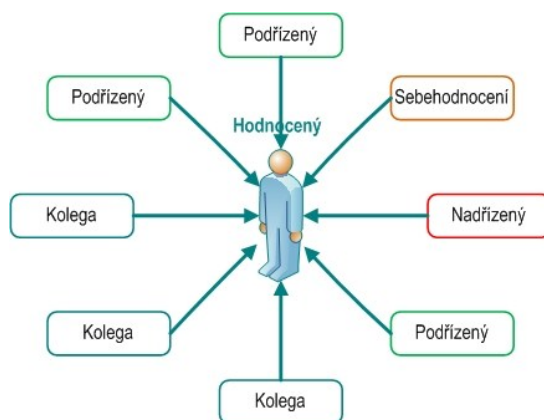 Podřízený
Podřízený
Sebehodnocení
Hodnocený
Kolega
Nadřízený
Kolega
Podřízený
Kolega